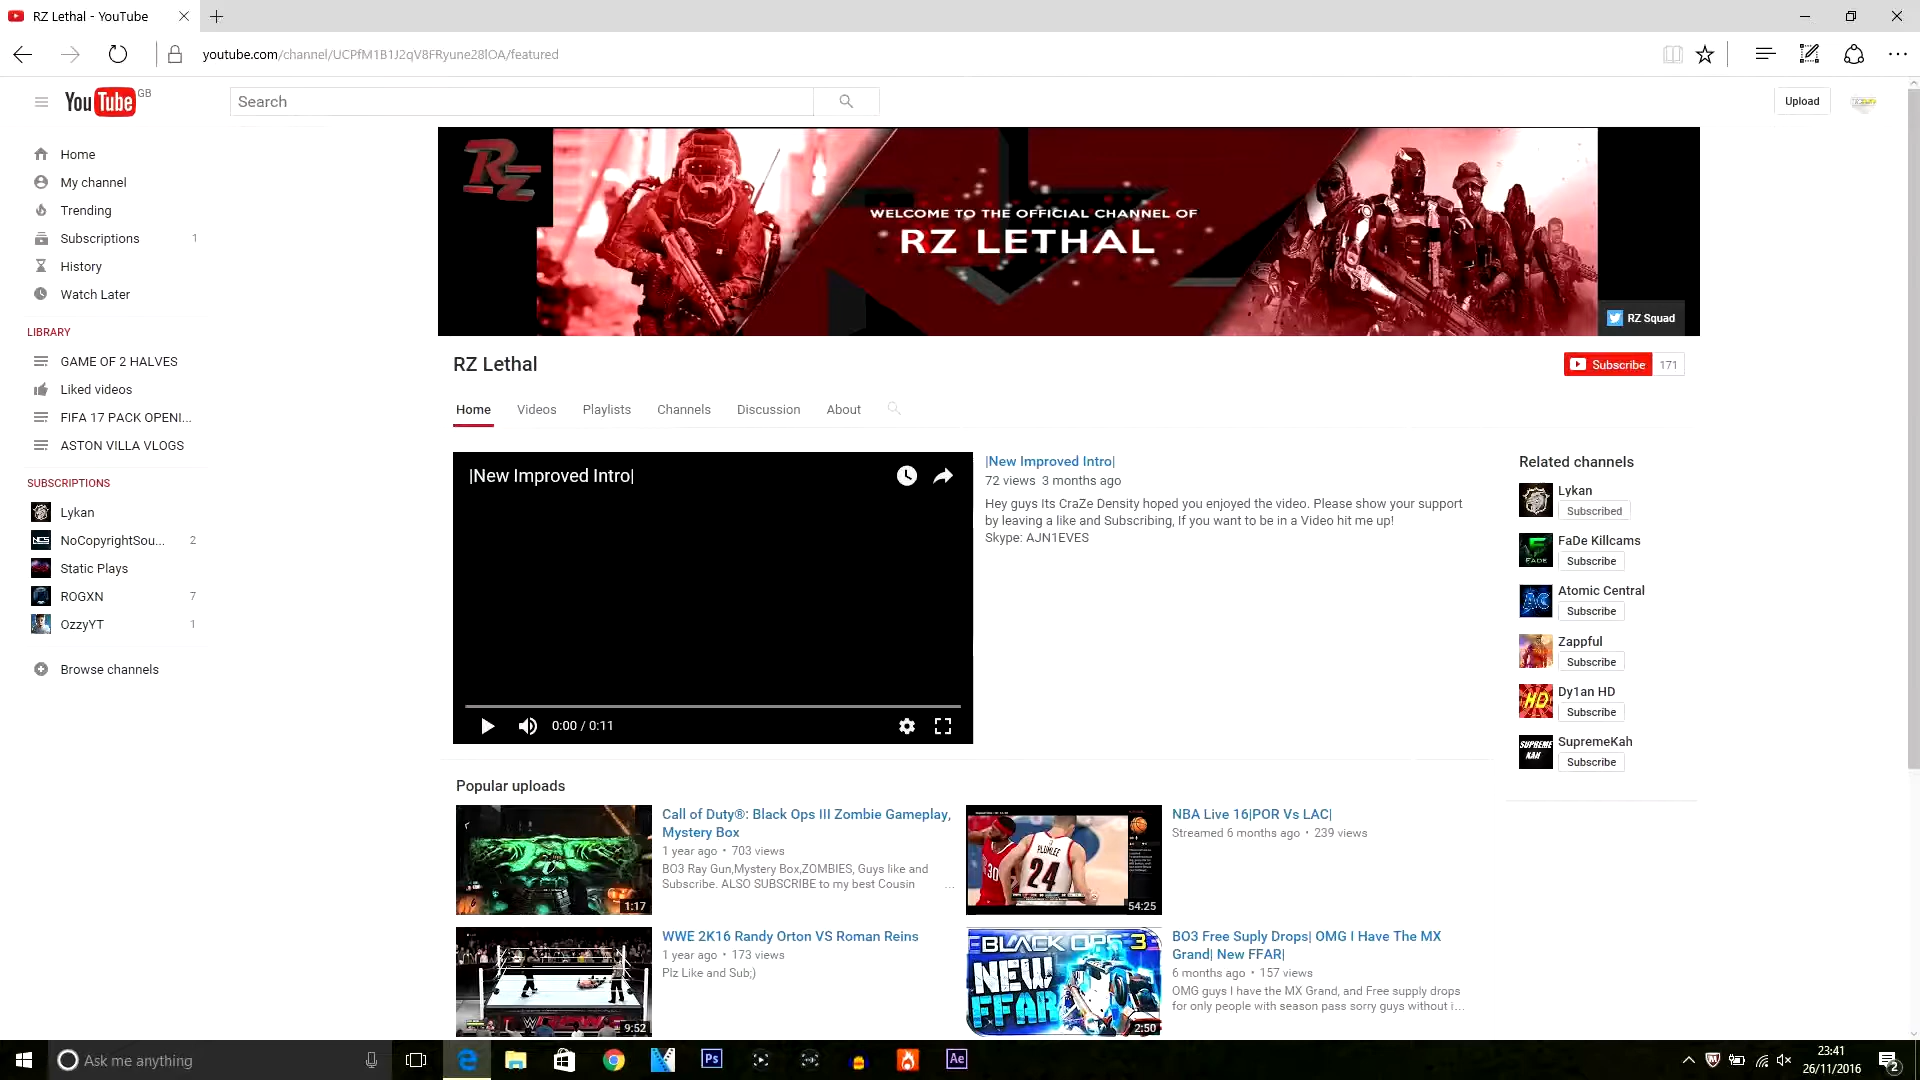 RZ Lethal - YouTube
youtube.com/channel/UCPfM1B1J2qV8FRyune28lOA/featured
YouTube GB
Search
Upload
Home
My channel
Trending
Subscriptions 1
History
Watch Later
LIBRARY
GAME OF 2 HALVES
Liked videos
FIFA 17 PACK OPENI...
ASTON VILLA VLOGS
SUBSCRIPTIONS
Lykan
NoCopyrightSou... 2
Static Plays
ROGXN 7
OzzyYT 1
Browse channels
RZ
WELCOME TO THE OFFICIAL CHANNEL OF
RZ LETHAL
RZ Squad
RZ Lethal
Subscribe 171
Home Videos Playlists Channels Discussion About
|New Improved Intro|
0:00 / 0:11
|New Improved Intro|
72 views 3 months ago
Hey guys Its CraZe Density hoped you enjoyed the video. Please show your support
by leaving a like and Subscribing, If you want to be in a Video hit me up!
Skype: AJN1EVES
Related channels
Lykan
Subscribed
FADE
FaDe Killcams
Subscribe
AC
Atomic Central
Subscribe
Zappful
Subscribe
HD
Dy1an HD
Subscribe
SUPREME
KAH
SupremeKah
Subscribe
Popular uploads
1:17
Call of Duty®: Black Ops III Zombie Gameplay,
Mystery Box
1 year ago • 703 views
BO3 Ray Gun,Mystery Box,ZOMBIES, Guys like and
Subscribe. ALSO SUBSCRIBE to my best Cousin ...
PLUMLEE
24
30
54:25
NBA Live 16|POR Vs LAC|
Streamed 6 months ago • 239 views
9:52
WWE 2K16 Randy Orton VS Roman Reins
1 year ago • 173 views
Plz Like and Sub;)
BLACK OPS 3
NEW
FFAR
2:50
BO3 Free Suply Drops| OMG I Have The MX
Grand| New FFAR|
6 months ago • 157 views
OMG guys I have the MX Grand, and Free supply drops
for only people with season pass sorry guys without i...
Ask me anything
Ps
Ae
23:41
26/11/2016
2